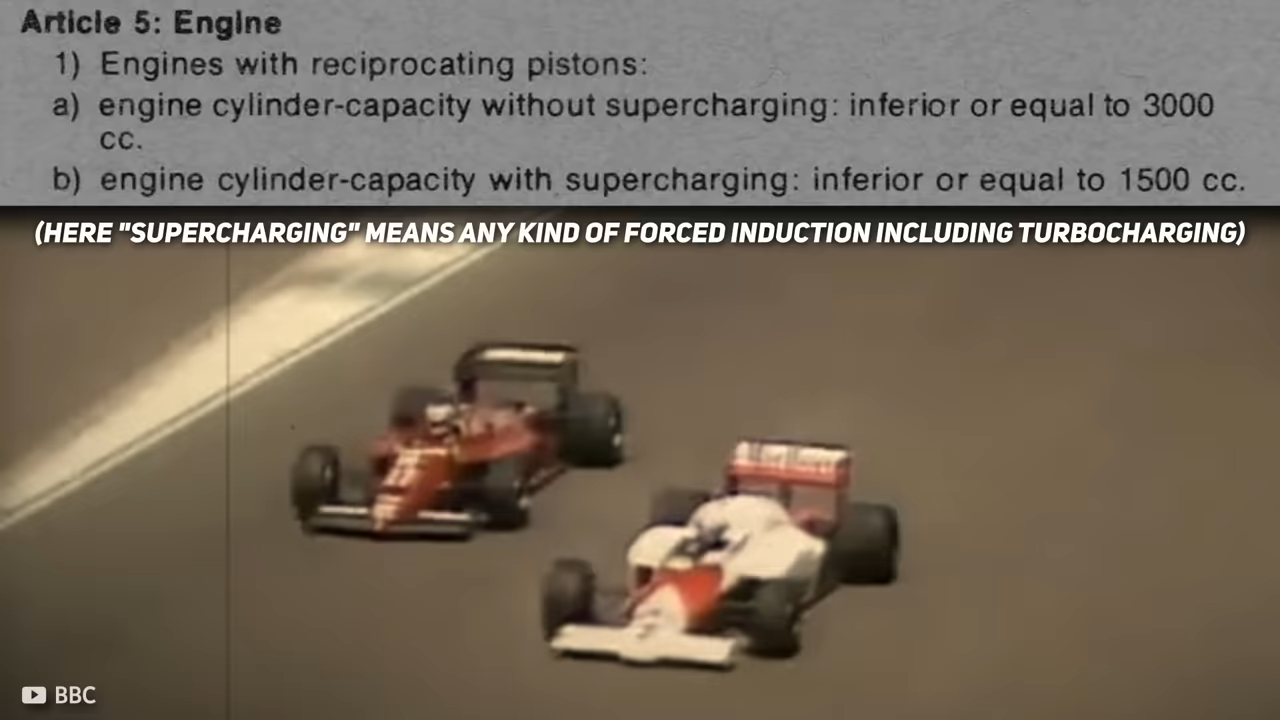 Article 5: Engine
1) Engines with reciprocating pistons:
a) engine cylinder-capacity without supercharging: inferior or equal to 3000
cc.
b) engine cylinder-capacity with supercharging: inferior or equal to 1500 cc.
(HERE "SUPERCHARGING" MEANS ANY KIND OF FORCED INDUCTION INCLUDING TURBOCHARGING)
BBC